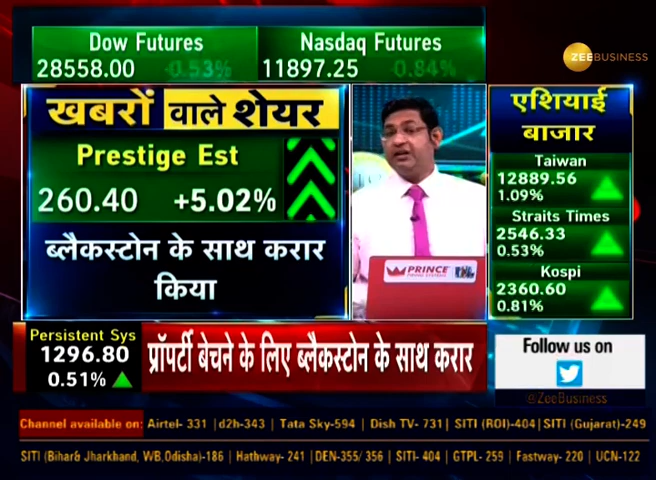 Dow Futures
28558.00 -0.53%
Nasdaq Futures
11897.25 -0.84%
ZEEBUSINESS
खबरों वाले शेयर
Prestige Est
260.40 +5.02%
ब्लैकस्टोन के साथ करार
किया
PRINCE
एशियाई
बाजार
Taiwan
12889.56
1.09%
Straits Times
2546.33
0.53%
Kospi
2360.60
0.81%
Persistent Sys
1296.80
0.51%
प्रॉपर्टी बेचने के लिए ब्लैकस्टोन के साथ करार
Follow us on
@ZeeBusiness
Channel available on: Airtel- 331 |d2h-343 | Tata Sky-594 | Dish TV- 731| SITI (ROI)-404| SITI (Gujarat)-249
SITI (Bihar& Jharkhand, WB,Odisha)-186 | Hathway- 241 |DEN-355/ 356 | SITI- 404 | GTPL- 259 | Fastway- 220 | UCN-122